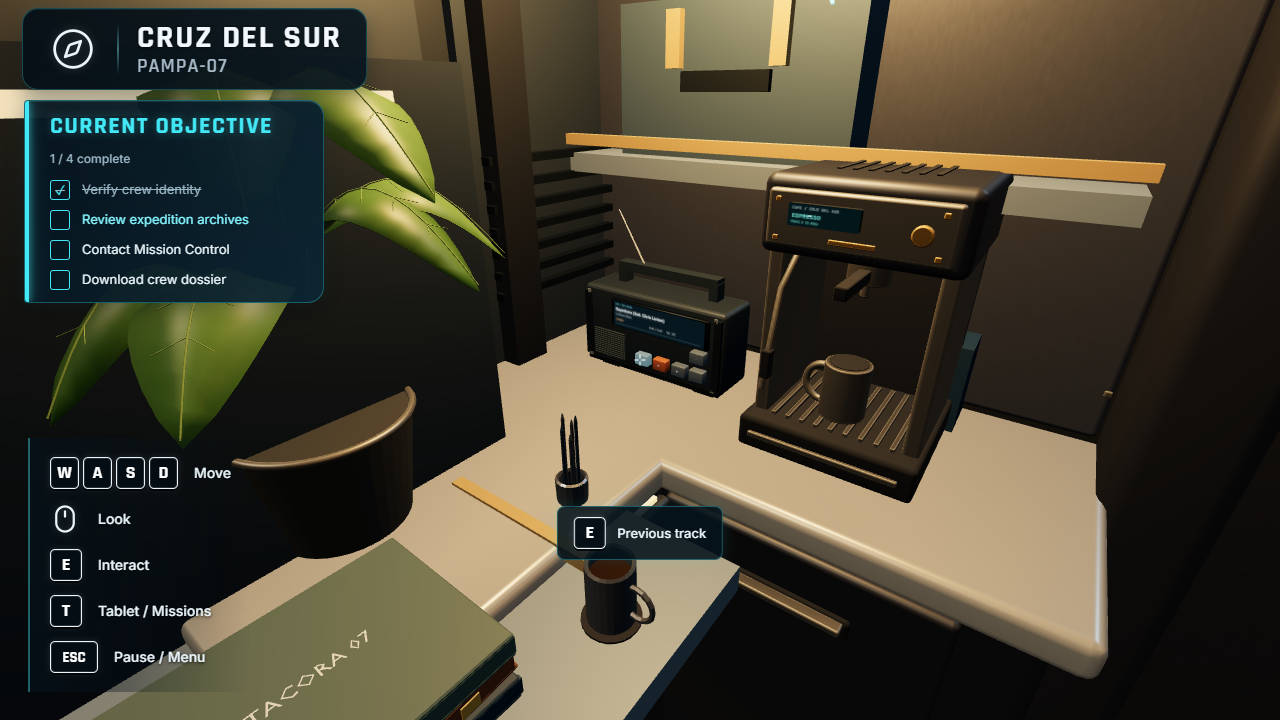 CRUZ DEL SUR
PAMPA-07
CURRENT OBJECTIVE
1 / 4 complete
Verify crew identity
Review expedition archives
Contact Mission Control
Download crew dossier
ESPRESSO
W A S D Move
Look
E Interact
T Tablet / Missions
ESC Pause / Menu
E Previous track
TACORA 07